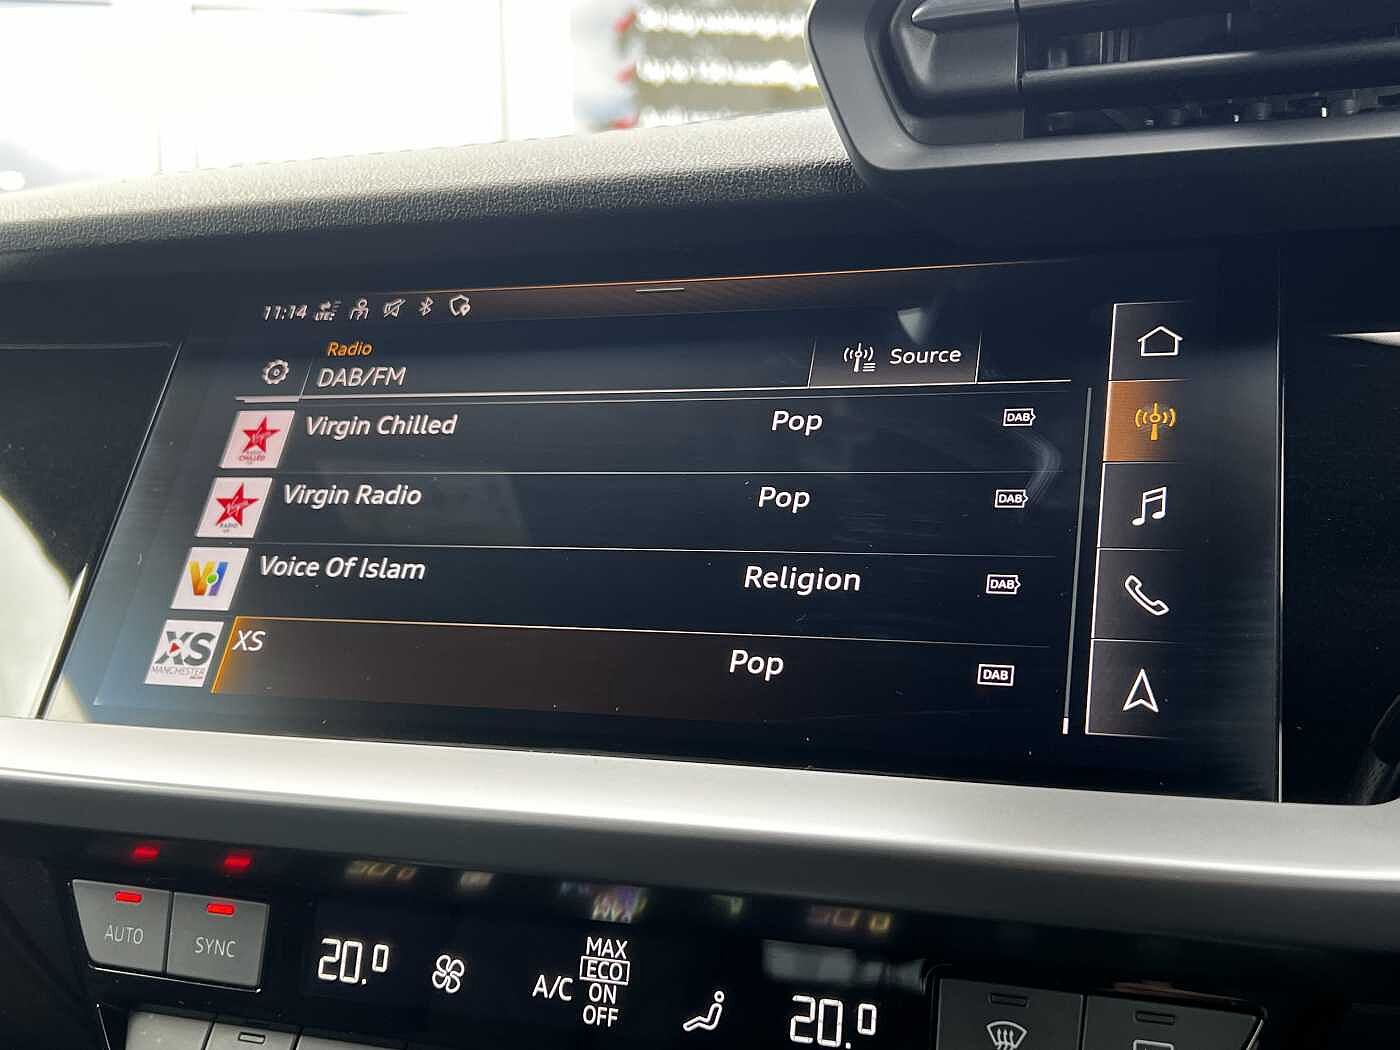 11:14 LTE
Radio
DAB/FM
Source
Virgin Chilled Pop DAB
Virgin Radio Pop DAB
Voice Of Islam Religion DAB
XS MANCHESTER XS Pop DAB
AUTO SYNC
20.0 A/C MAX ECO ON OFF 20.0